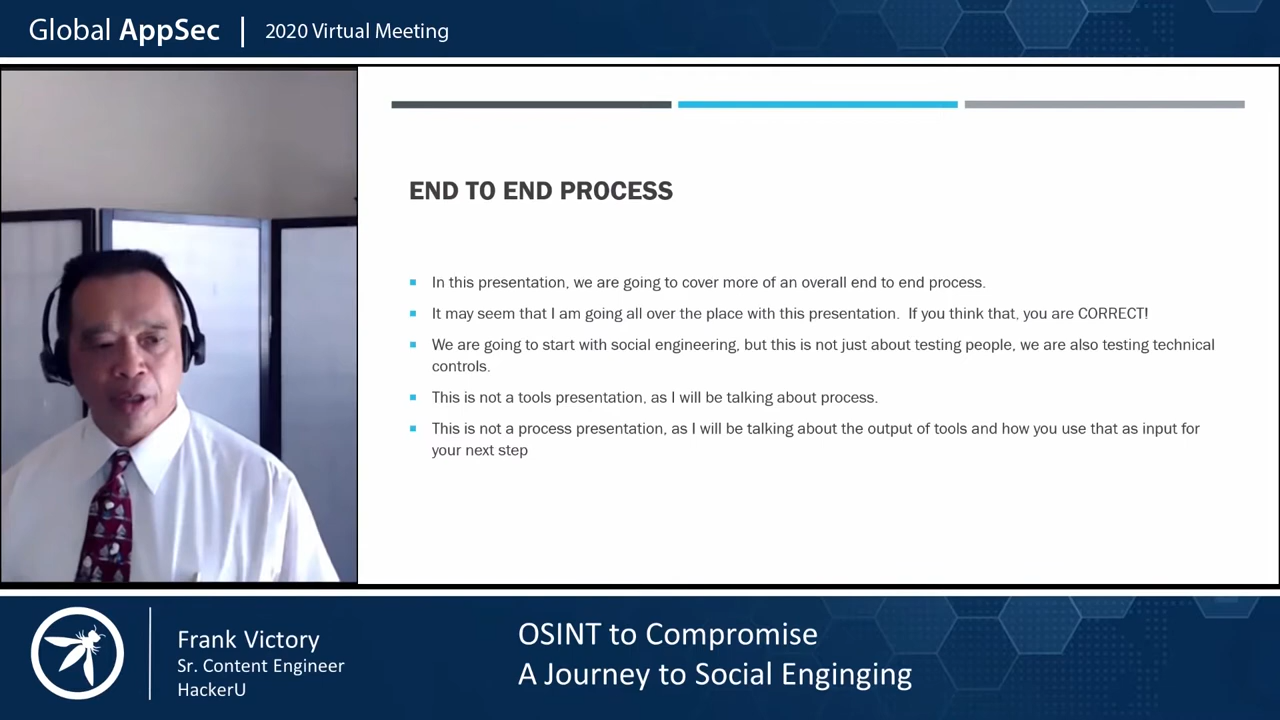 Global AppSec | 2020 Virtual Meeting
END TO END PROCESS
In this presentation, we are going to cover more of an overall end to end process.
It may seem that I am going all over the place with this presentation.  If you think that, you are CORRECT!
We are going to start with social engineering, but this is not just about testing people, we are also testing technical
controls.
This is not a tools presentation, as I will be talking about process.
This is not a process presentation, as I will be talking about the output of tools and how you use that as input for
your next step
Frank Victory
Sr. Content Engineer
HackerU
OSINT to Compromise
A Journey to Social Enginging